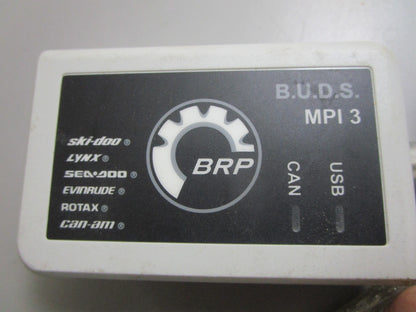 B.U.D.S.
MPI 3
ski-doo®
LYNX®
SEA-DOO®
EVINRUDE®
ROTAX®
can-am®
BRP
CAN
USB